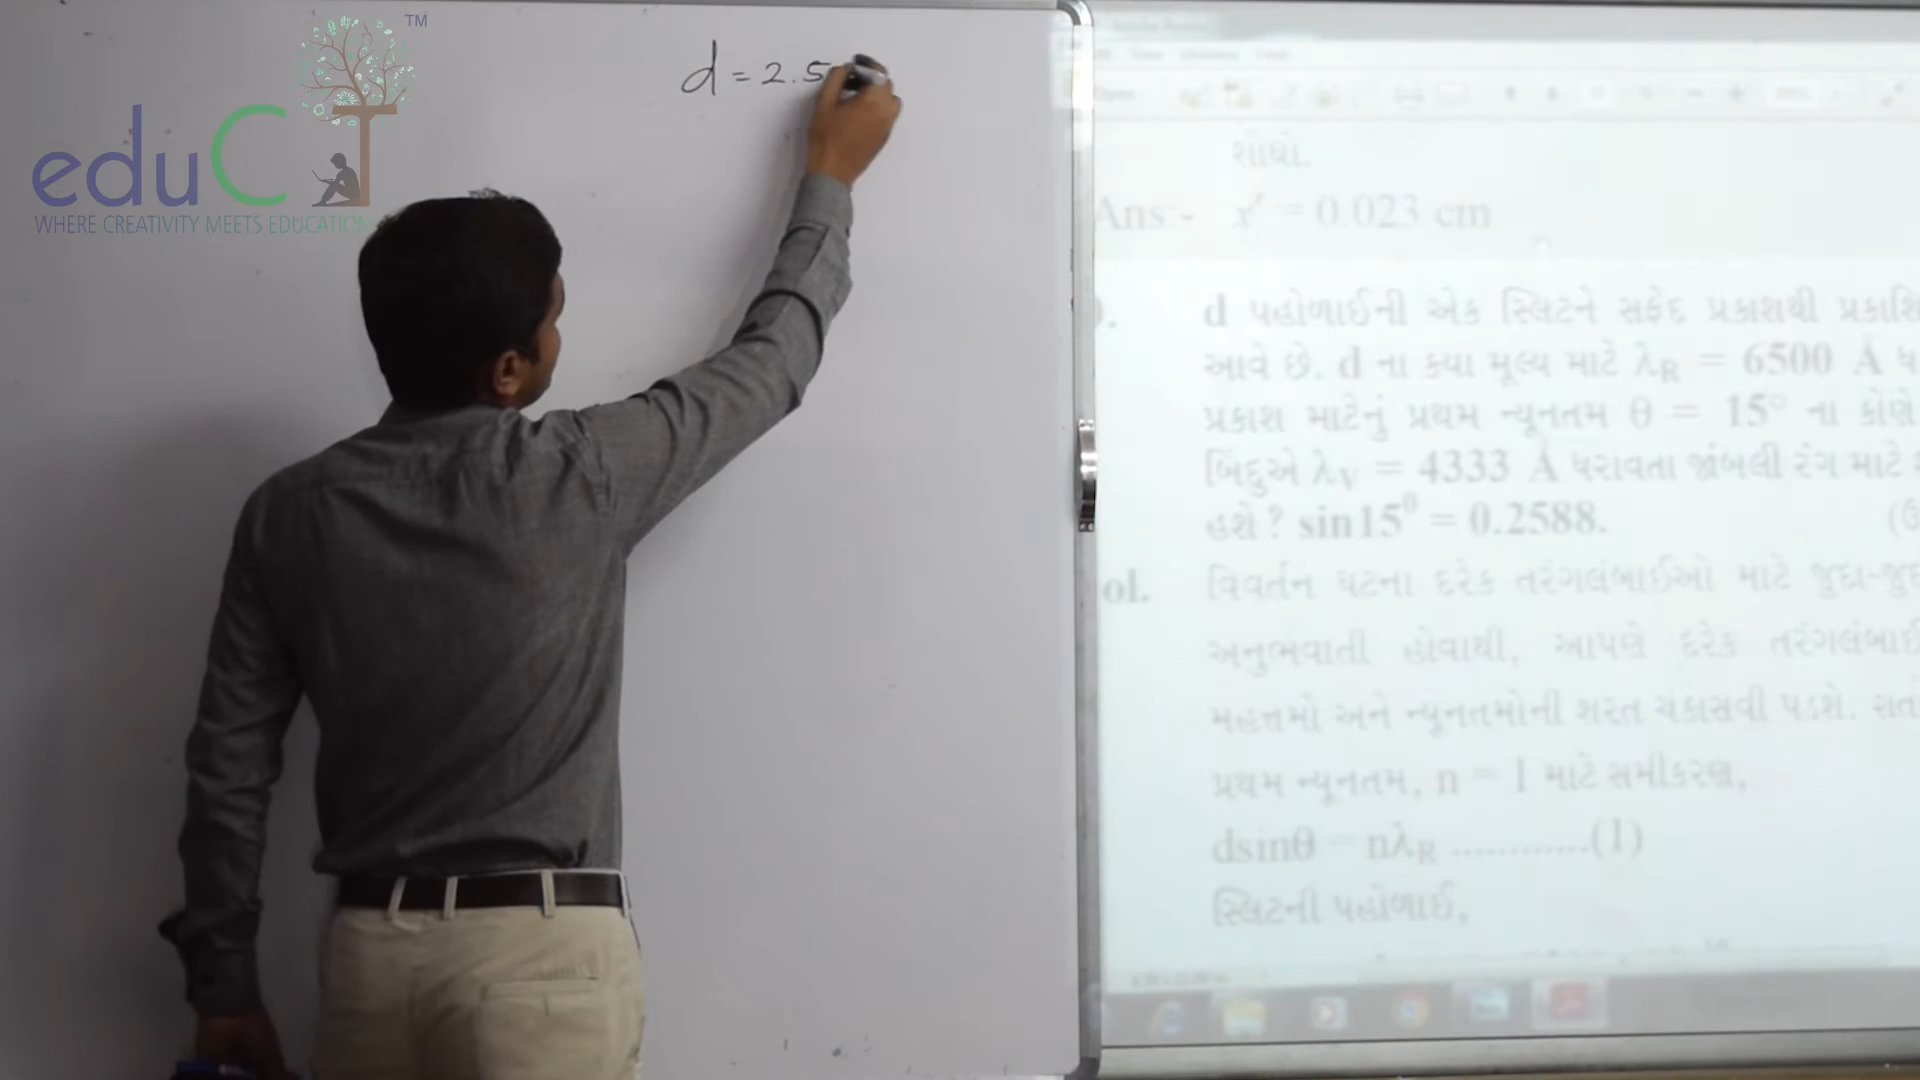 TM
eduCT
WHERE CREATIVITY MEETS EDUCATION
d = 2.5
શોધો.
Ans:- x' = 0.023 cm
d પહોળાઈની એક સ્લિટને સફેદ પ્રકાશથી પ્રકાશિ
આવે છે. d ના કયા મૂલ્ય માટે λR = 6500 Å ધ
પ્રકાશ માટેનું પ્રથમ ન્યૂનતમ θ = 15° ના કોણે
બિંદુએ λV = 4333 Å ધરાવતા જાંબલી રંગ માટે
હશે ? sin15⁰ = 0.2588.
ol. વિવર્તન ઘટના દરેક તરંગલંબાઈઓ માટે જુદા-જુદ
અનુભવાતી હોવાથી, આપણે દરેક તરંગલંબાઈ
મહત્તમો અને ન્યૂનતમોની શરત ચકાસવી પડશે. રાત
પ્રથમ ન્યૂનતમ, n = 1 માટે સમીકરણ,
dsinθ = nλR ............(1)
સ્લિટની પહોળાઈ,